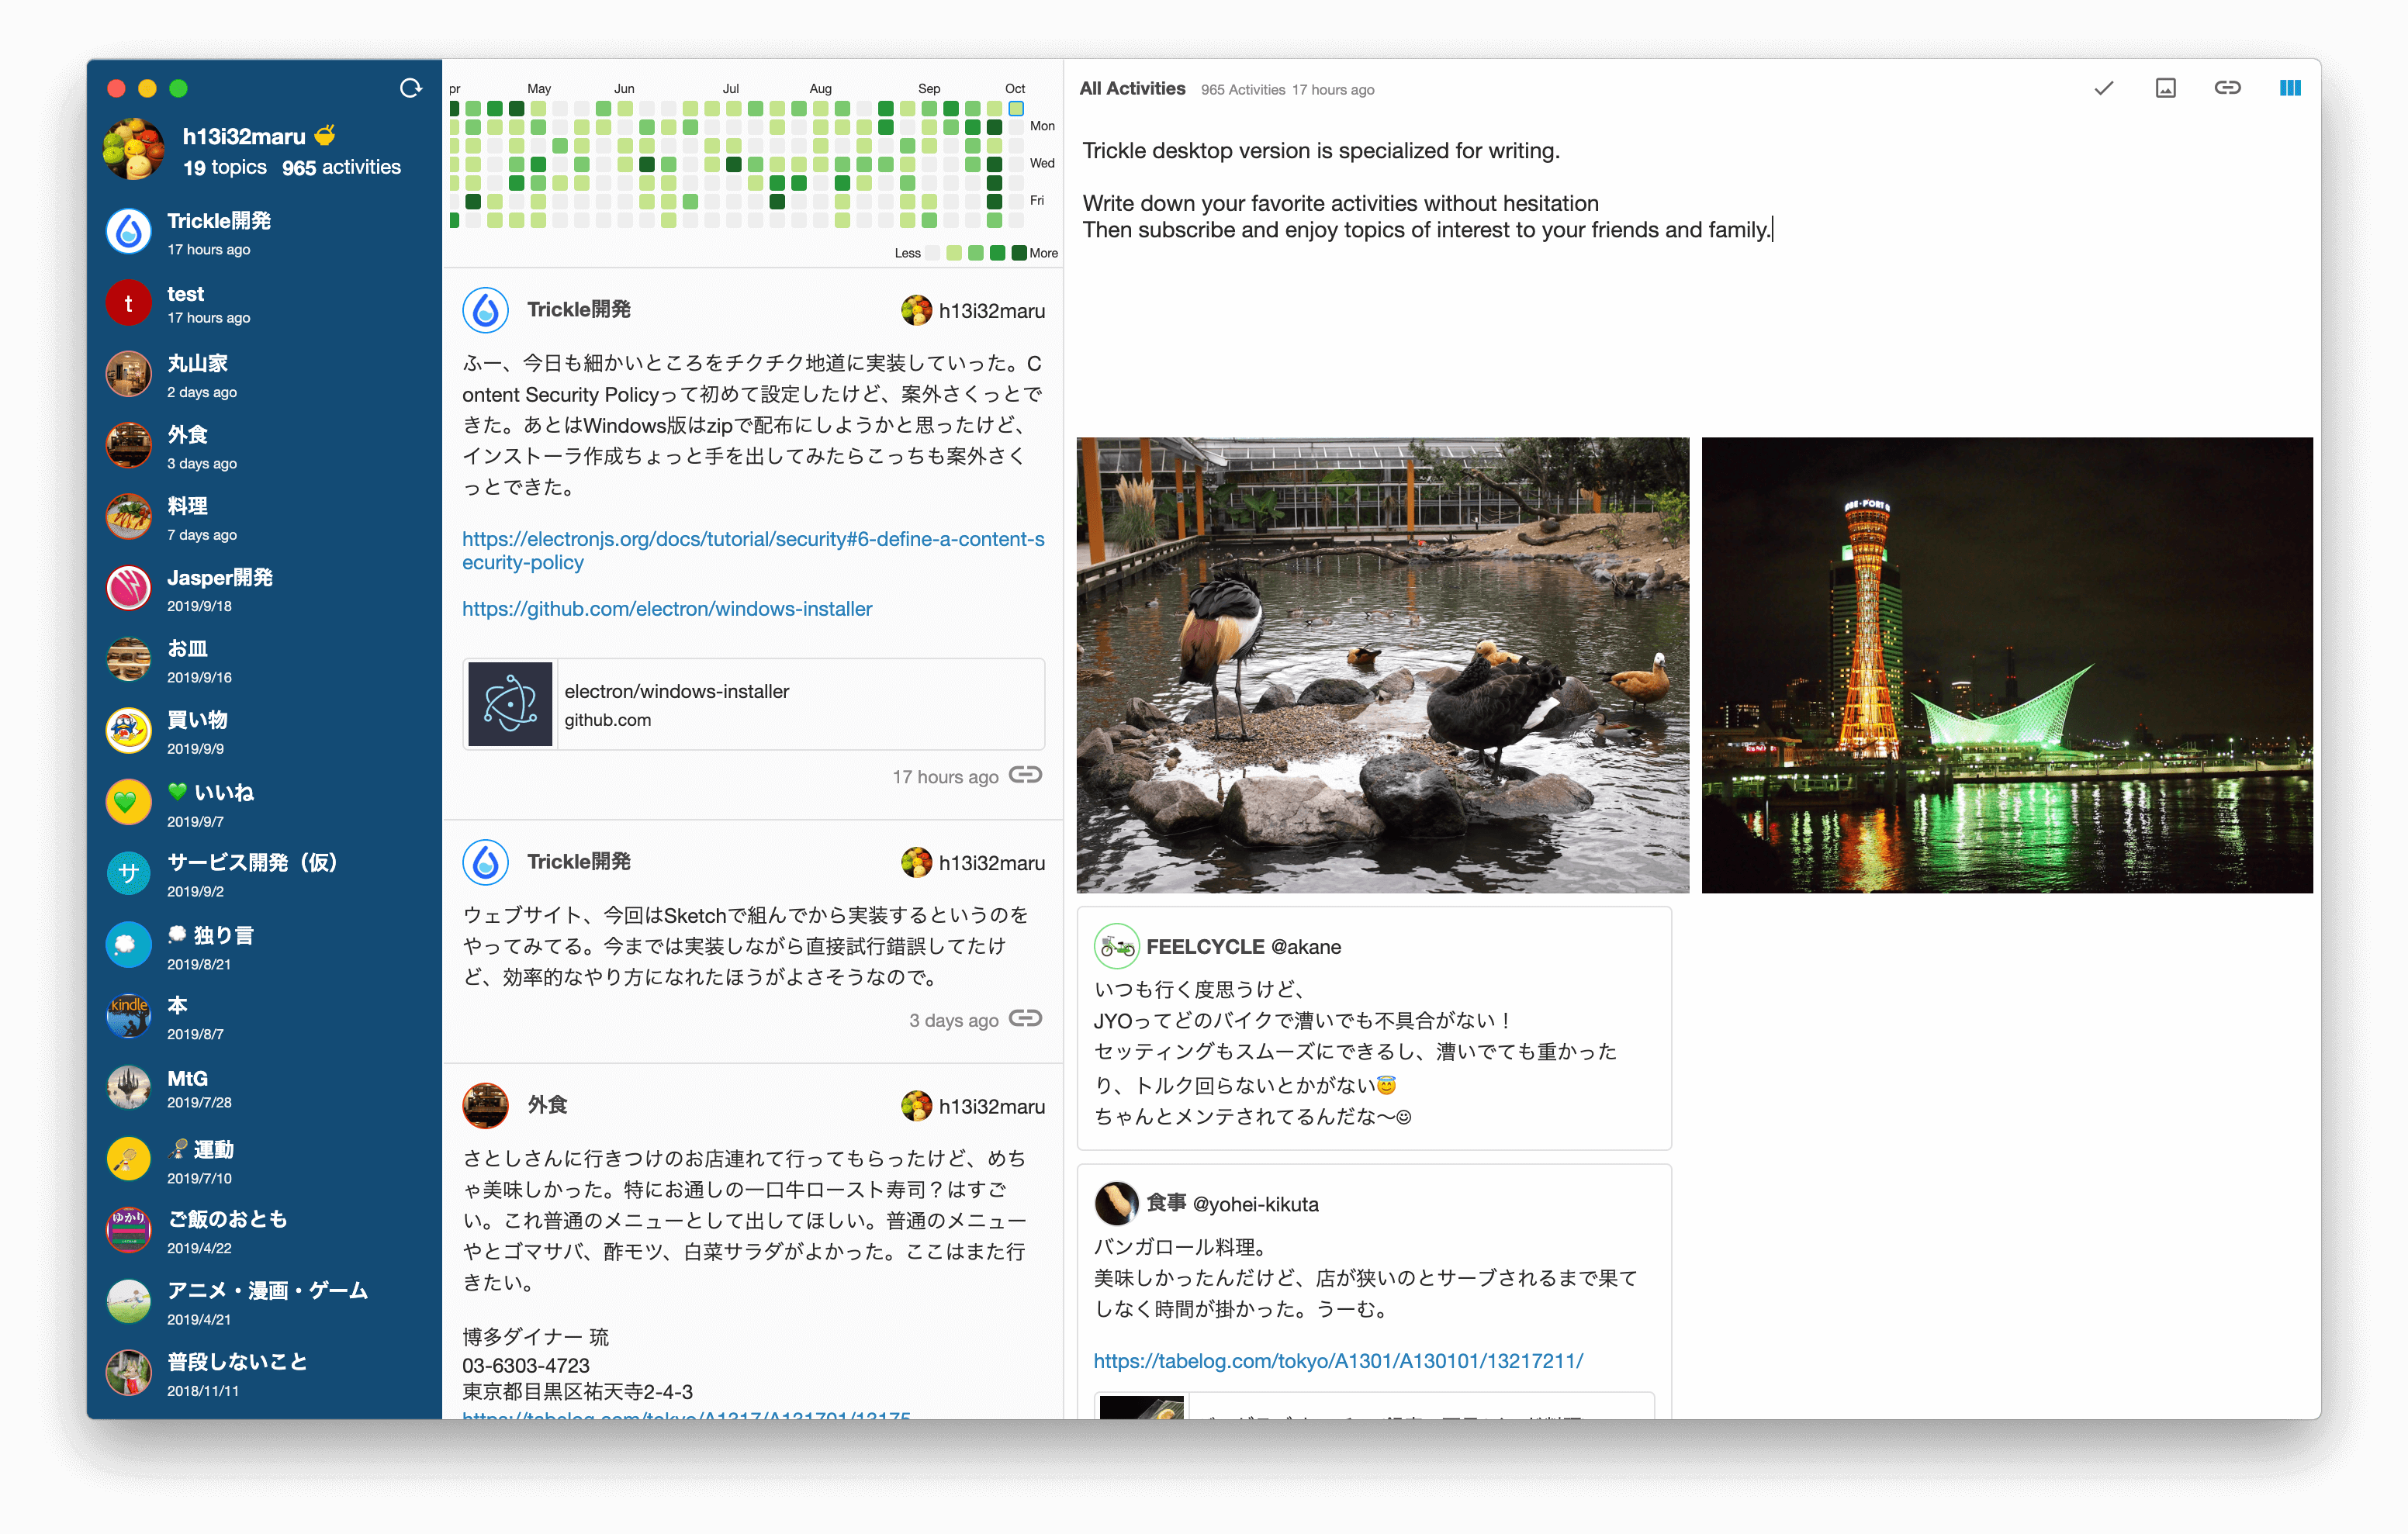 h13i32maru
19 topics 965 activities
Trickle開発
17 hours ago
t
test
17 hours ago
丸山家
2 days ago
外食
3 days ago
料理
7 days ago
Jasper開発
2019/9/18
お皿
2019/9/16
買い物
2019/9/9
💚 いいね
2019/9/7
サ
サービス開発（仮）
2019/9/2
💭 独り言
2019/8/21
kindle
本
2019/8/7
MtG
2019/7/28
運動
2019/7/10
ゆかり
ご飯のおとも
2019/4/22
アニメ・漫画・ゲーム
2019/4/21
普段しないこと
2018/11/11
pr May Jun Jul Aug Sep Oct
Mon
Wed
Fri
Less More
Trickle開発 h13i32maru
ふー、今日も細かいところをチクチク地道に実装していった。C
ontent Security Policyって初めて設定したけど、案外さくっとで
きた。あとはWindows版はzipで配布にしようかと思ったけど、
インストーラ作成ちょっと手を出してみたらこっちも案外さく
っとできた。
https://electronjs.org/docs/tutorial/security#6-define-a-content-s
ecurity-policy
https://github.com/electron/windows-installer
electron/windows-installer
github.com
17 hours ago
Trickle開発 h13i32maru
ウェブサイト、今回はSketchで組んでから実装するというのを
やってみてる。今までは実装しながら直接試行錯誤してたけ
ど、効率的なやり方になれたほうがよさそうなので。
3 days ago
外食 h13i32maru
さとしさんに行きつけのお店連れて行ってもらったけど、めち
ゃ美味しかった。特にお通しの一口牛ロースト寿司？はすご
い。これ普通のメニューとして出してほしい。普通のメニュー
やとゴマサバ、酢モツ、白菜サラダがよかった。ここはまた行
きたい。
博多ダイナー 琉
03-6303-4723
東京都目黒区祐天寺2-4-3
https://tabelog.com/tokyo/A1317/A131701/13175
All Activities 965 Activities 17 hours ago
Trickle desktop version is specialized for writing.
Write down your favorite activities without hesitation
Then subscribe and enjoy topics of interest to your friends and family.
FEELCYCLE @akane
いつも行く度思うけど、
JYOってどのバイクで漕いでも不具合がない！
セッティングもスムーズにできるし、漕いでても重かった
り、トルク回らないとかがない😇
ちゃんとメンテされてるんだな〜☺
食事 @yohei-kikuta
バンガロール料理。
美味しかったんだけど、店が狭いのとサーブされるまで果て
しなく時間が掛かった。うーむ。
https://tabelog.com/tokyo/A1301/A130101/13217211/